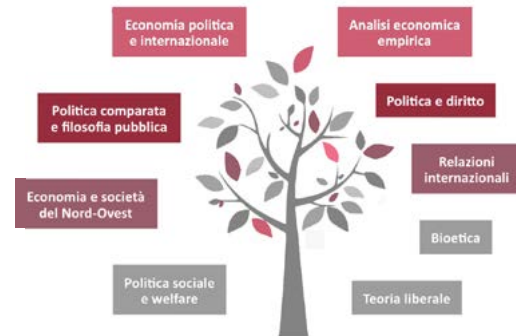 Economia politica
e internazionale
Analisi economica
empirica
Politica comparata
e filosofia pubblica
Politica e diritto
Relazioni
internazionali
Economia e società
del Nord-Ovest
Bioetica
Politica sociale
e welfare
Teoria liberale